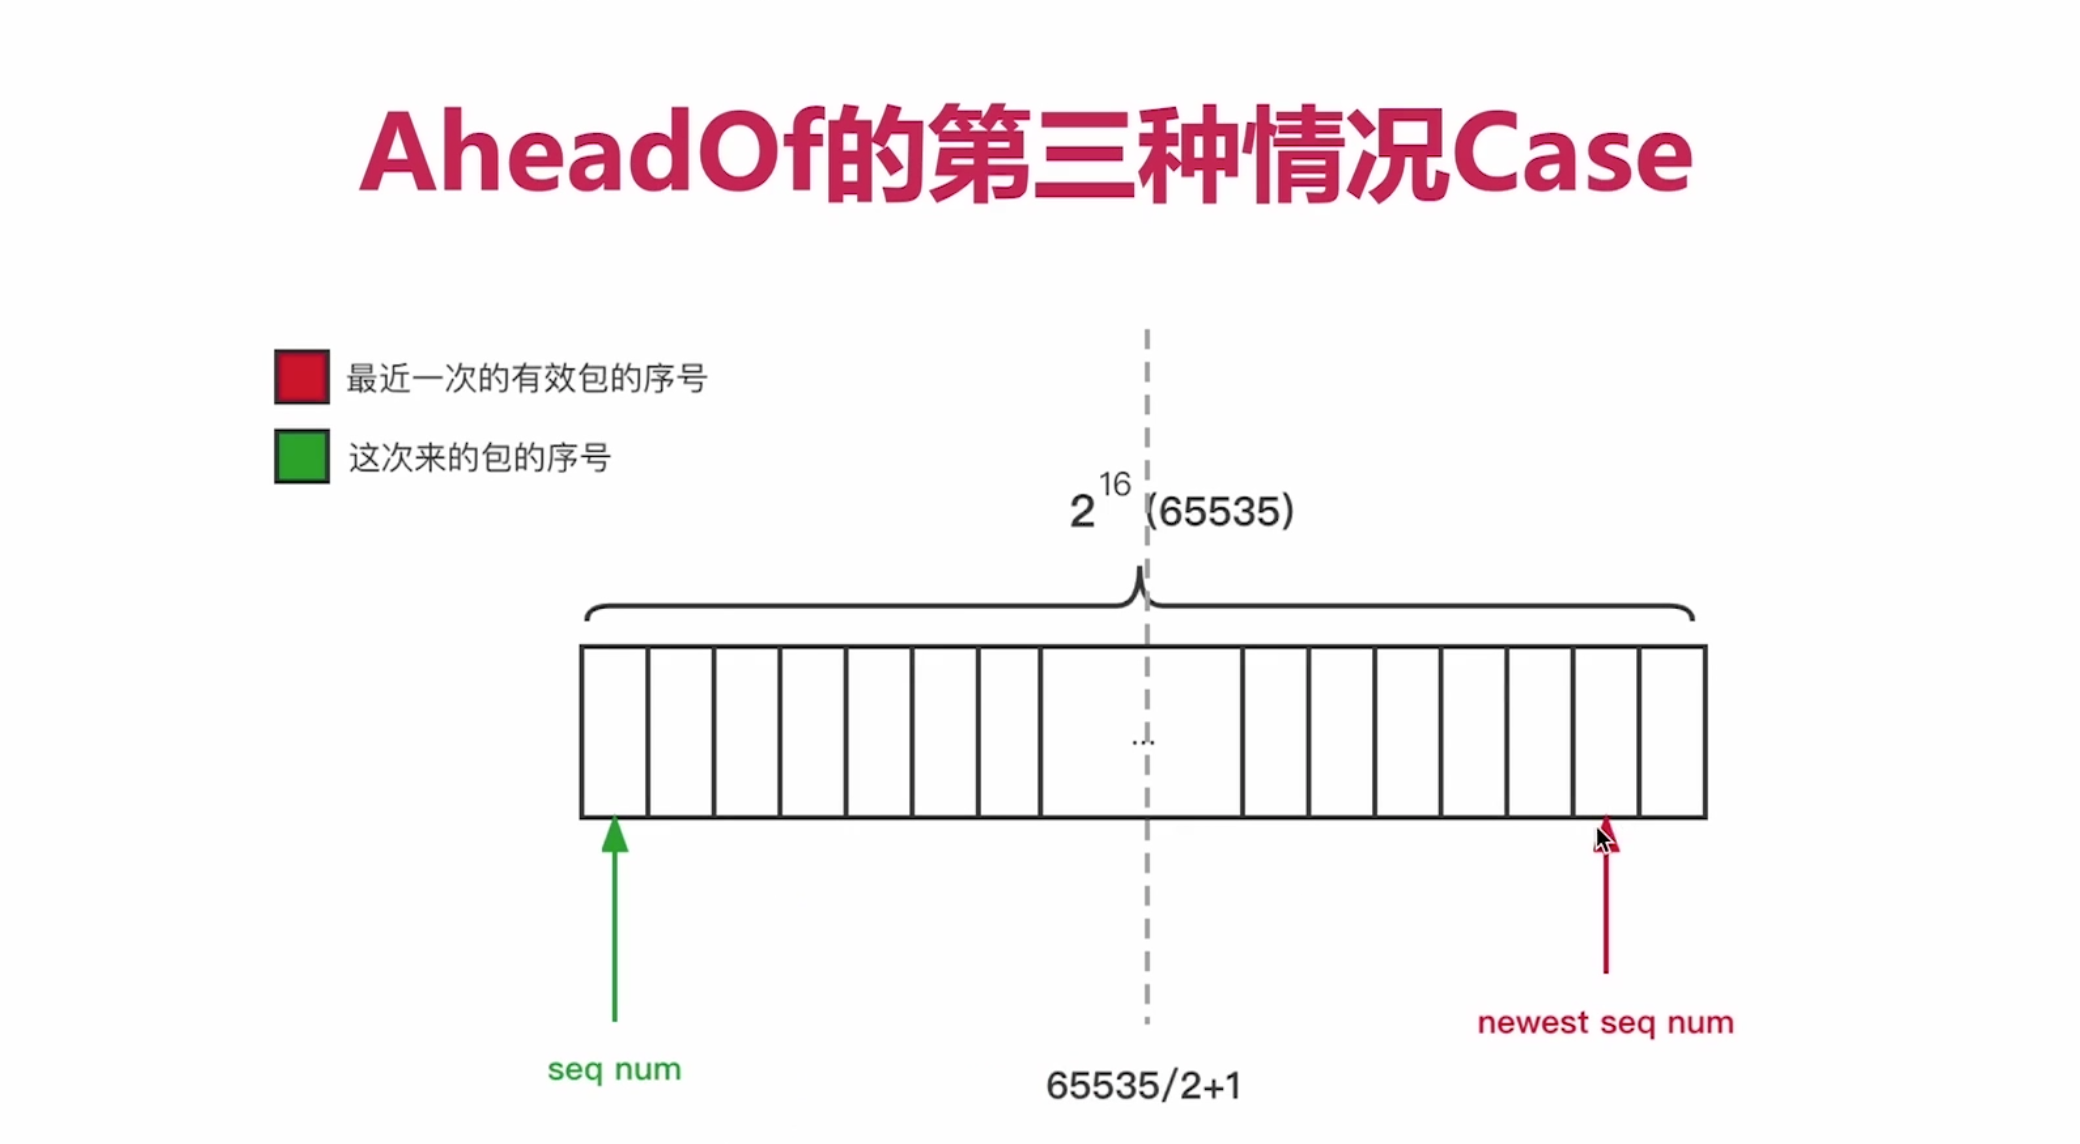 AheadOf的第三种情况Case
最近一次的有效包的序号
这次来的包的序号
2^16 (65535)
...
newest seq num
seq num
65535/2+1